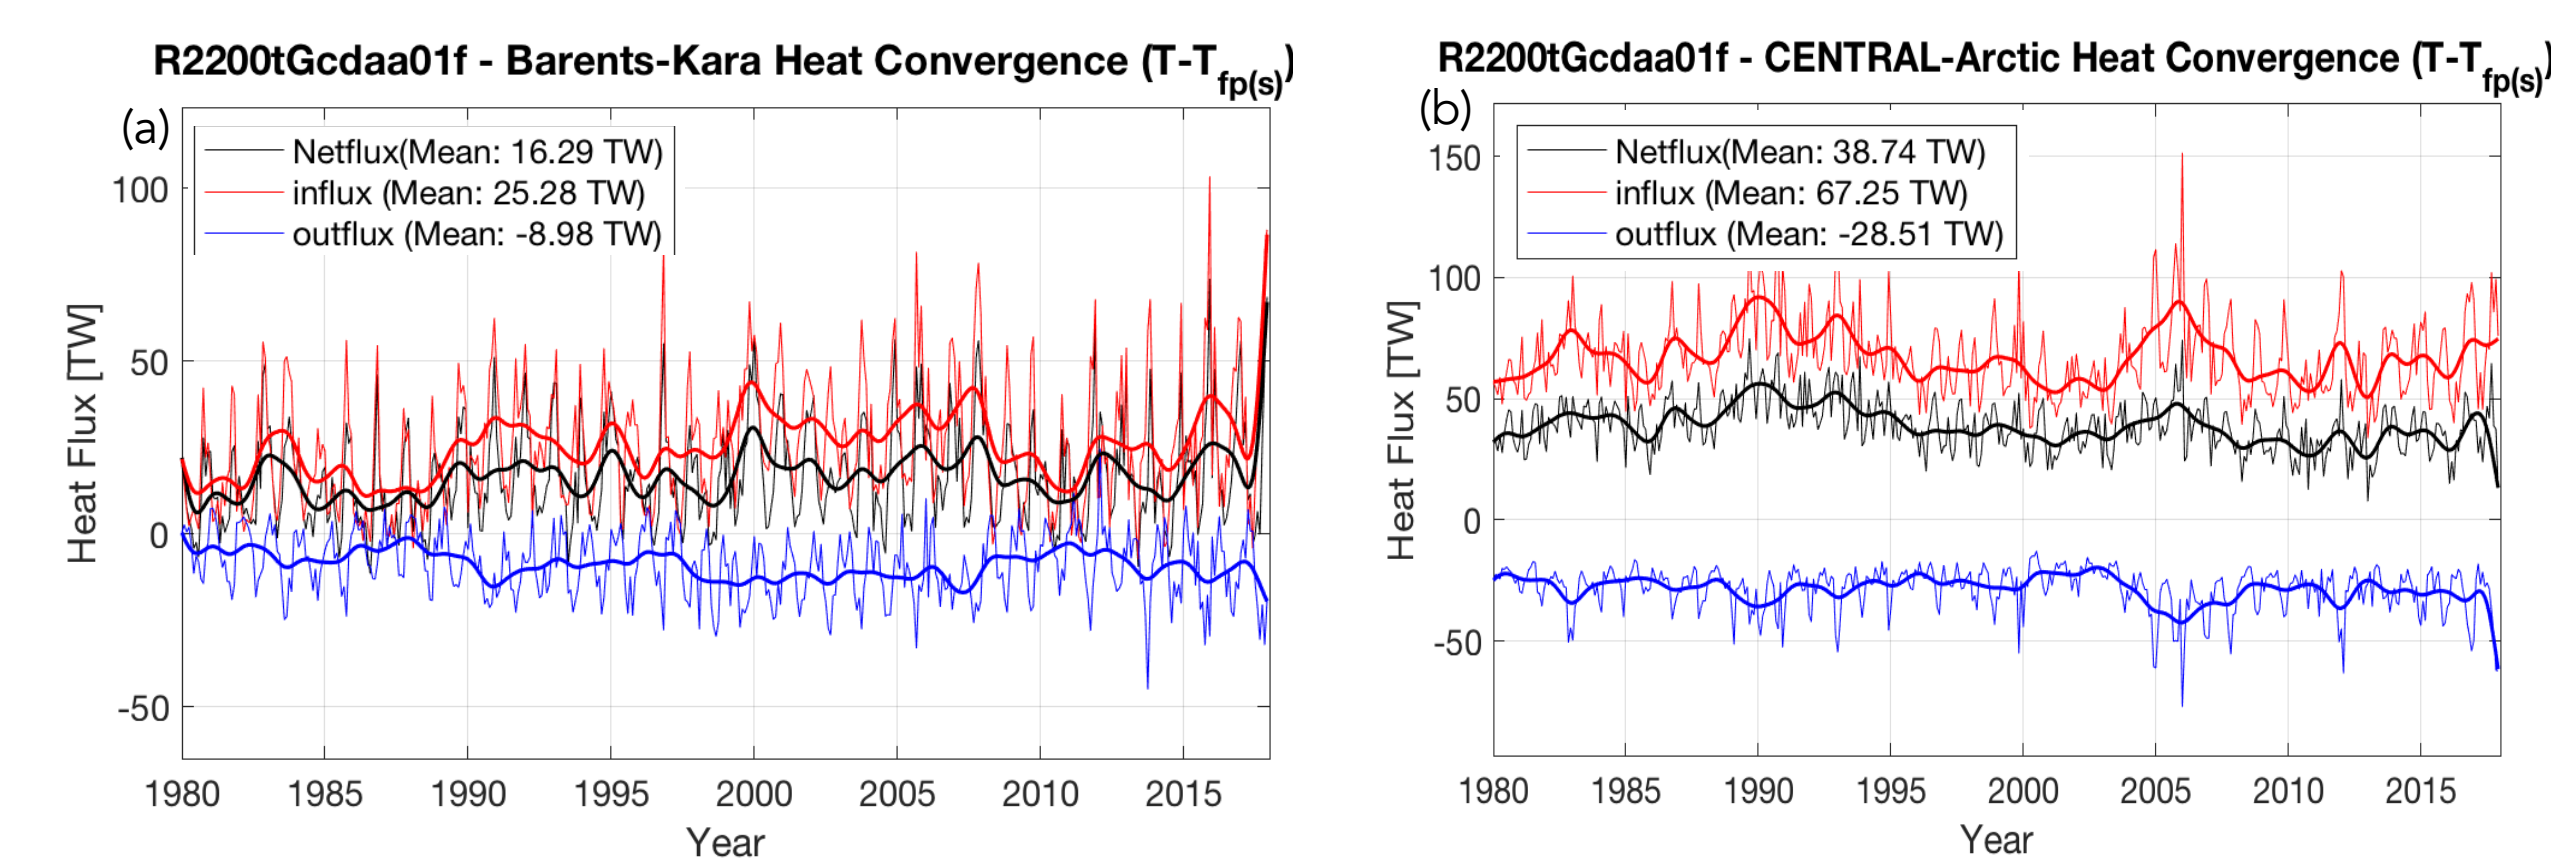 R2200tGcdaa01f - Barents-Kara Heat Convergence (T-Tfp(s))
(a)
Netflux(Mean: 16.29 TW)
influx (Mean: 25.28 TW)
outflux (Mean: -8.98 TW)
100
50
0
-50
Heat Flux [TW]
1980 1985 1990 1995 2000 2005 2010 2015
Year
R2200tGcdaa01f - CENTRAL-Arctic Heat Convergence (T-Tfp(s))
(b)
Netflux(Mean: 38.74 TW)
influx (Mean: 67.25 TW)
outflux (Mean: -28.51 TW)
150
100
50
0
-50
Heat Flux [TW]
1980 1985 1990 1995 2000 2005 2010 2015
Year